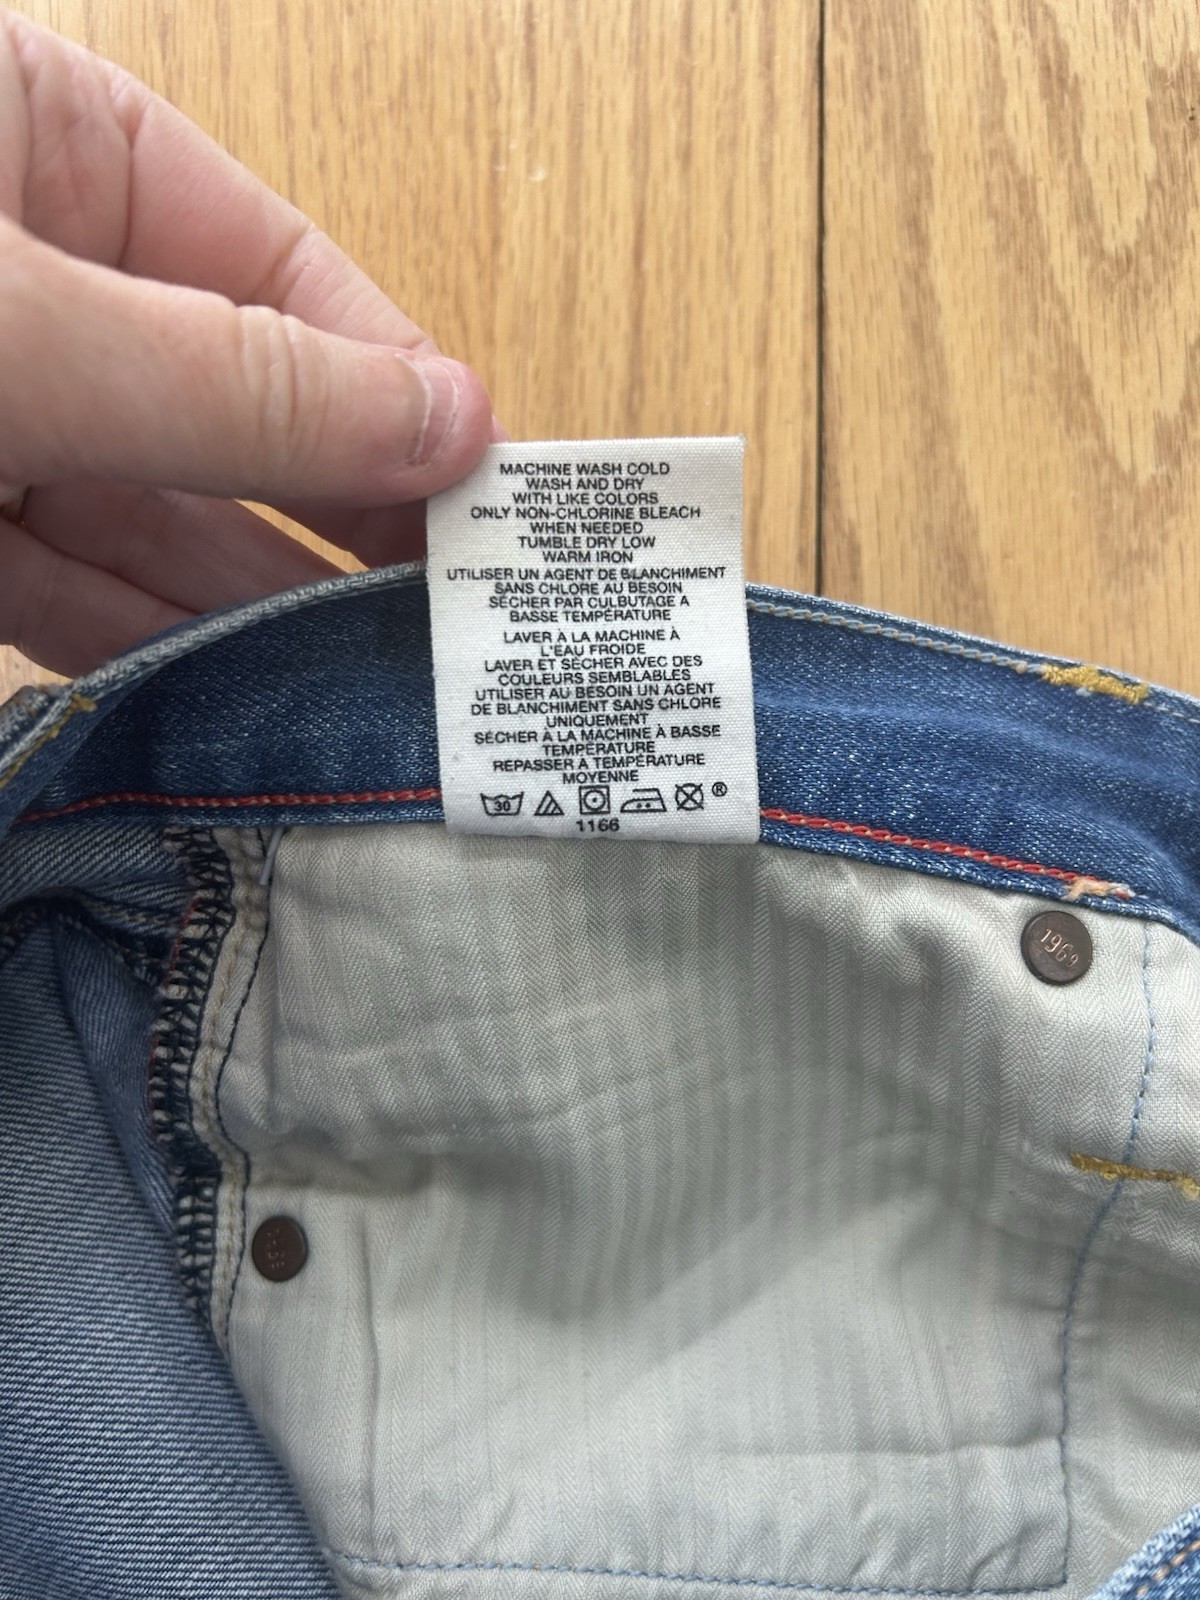 MACHINE WASH COLD
WASH AND DRY
WITH LIKE COLORS
ONLY NON-CHLORINE BLEACH
WHEN NEEDED
TUMBLE DRY LOW
WARM IRON
UTILISER UN AGENT DE BLANCHIMENT
SANS CHLORE AU BESOIN
SÉCHER PAR CULBUTAGE A
BASSE TEMPÉRATURE
LAVER À LA MACHINE À
L'EAU FROIDE
LAVER ET SÉCHER AVEC DES
COULEURS SEMBLABLES
UTILISER AU BESOIN UN AGENT
DE BLANCHIMENT SANS CHLORE
UNIQUEMENT
SÉCHER À LA MACHINE À BASSE
TEMPÉRATURE
REPASSER A TEMPÉRATURE
MOYENNE
30 ®
1166
1969